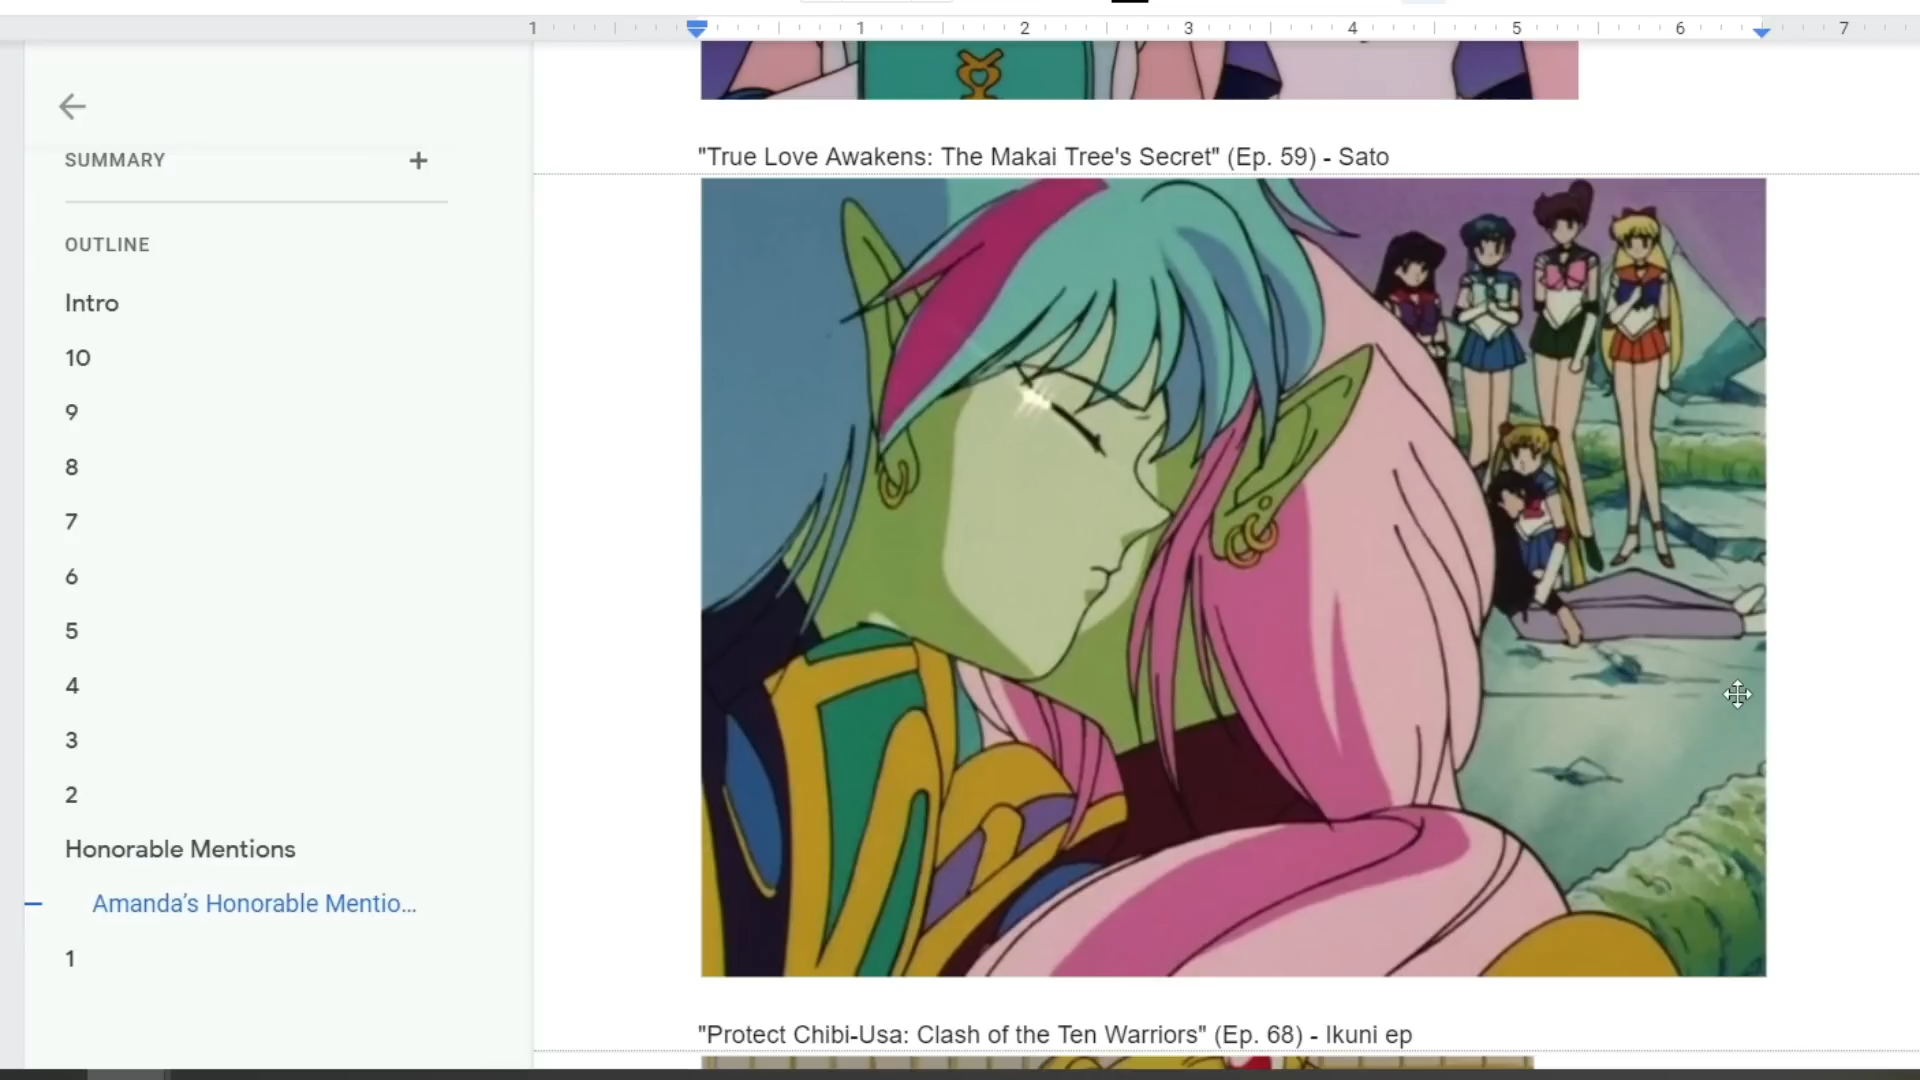 1 1 2 3 4 5 6 7
SUMMARY
OUTLINE
Intro
10
9
8
7
6
5
4
3
2
Honorable Mentions
Amanda’s Honorable Mentio...
1
"True Love Awakens: The Makai Tree's Secret" (Ep. 59) - Sato
"Protect Chibi-Usa: Clash of the Ten Warriors" (Ep. 68) - Ikuni ep